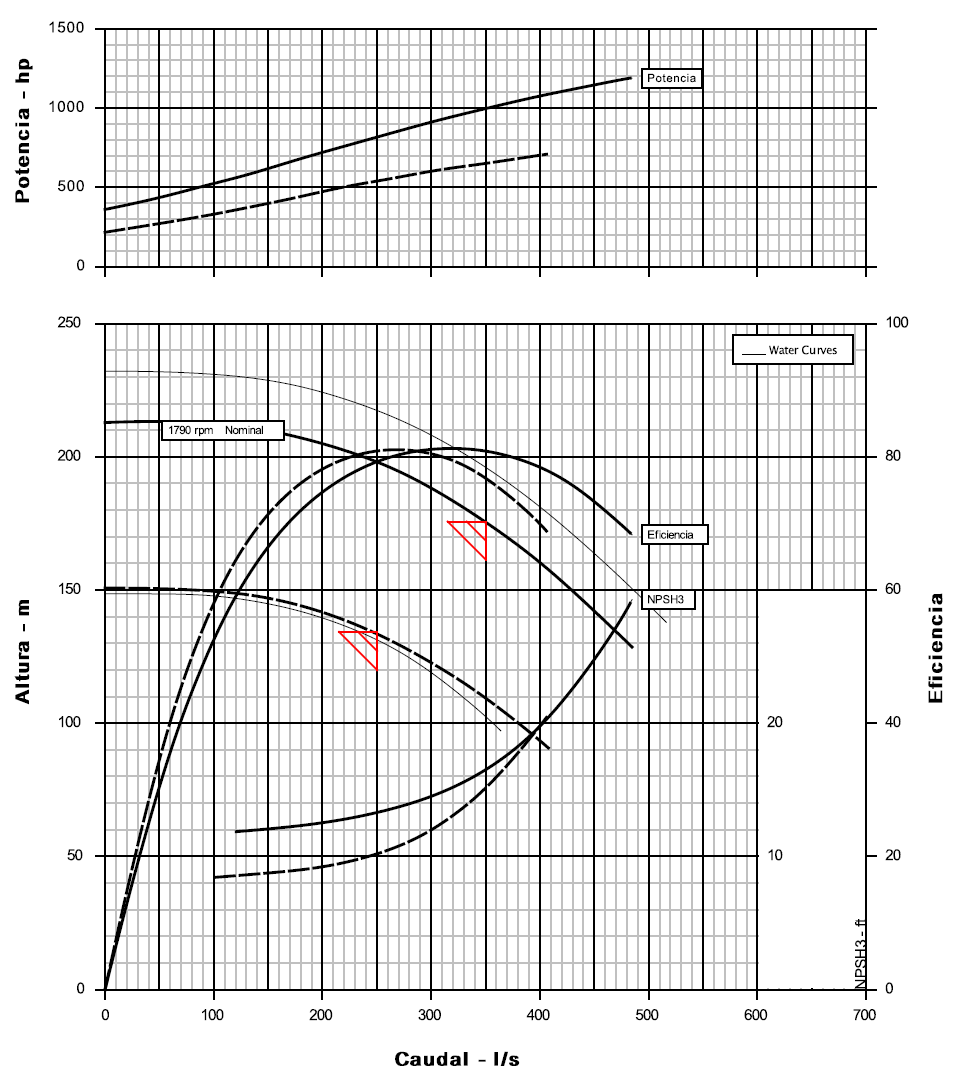 Potencia - hp
1500
1000
500
0
Potencia
Altura - m
250
200
150
100
50
0
Water Curves
1790 rpm Nominal
Eficiencia
NPSH3
20
10
NPSH3 - ft
100
80
60
40
20
0
Eficiencia
0 100 200 300 400 500 600 700
Caudal - l/s